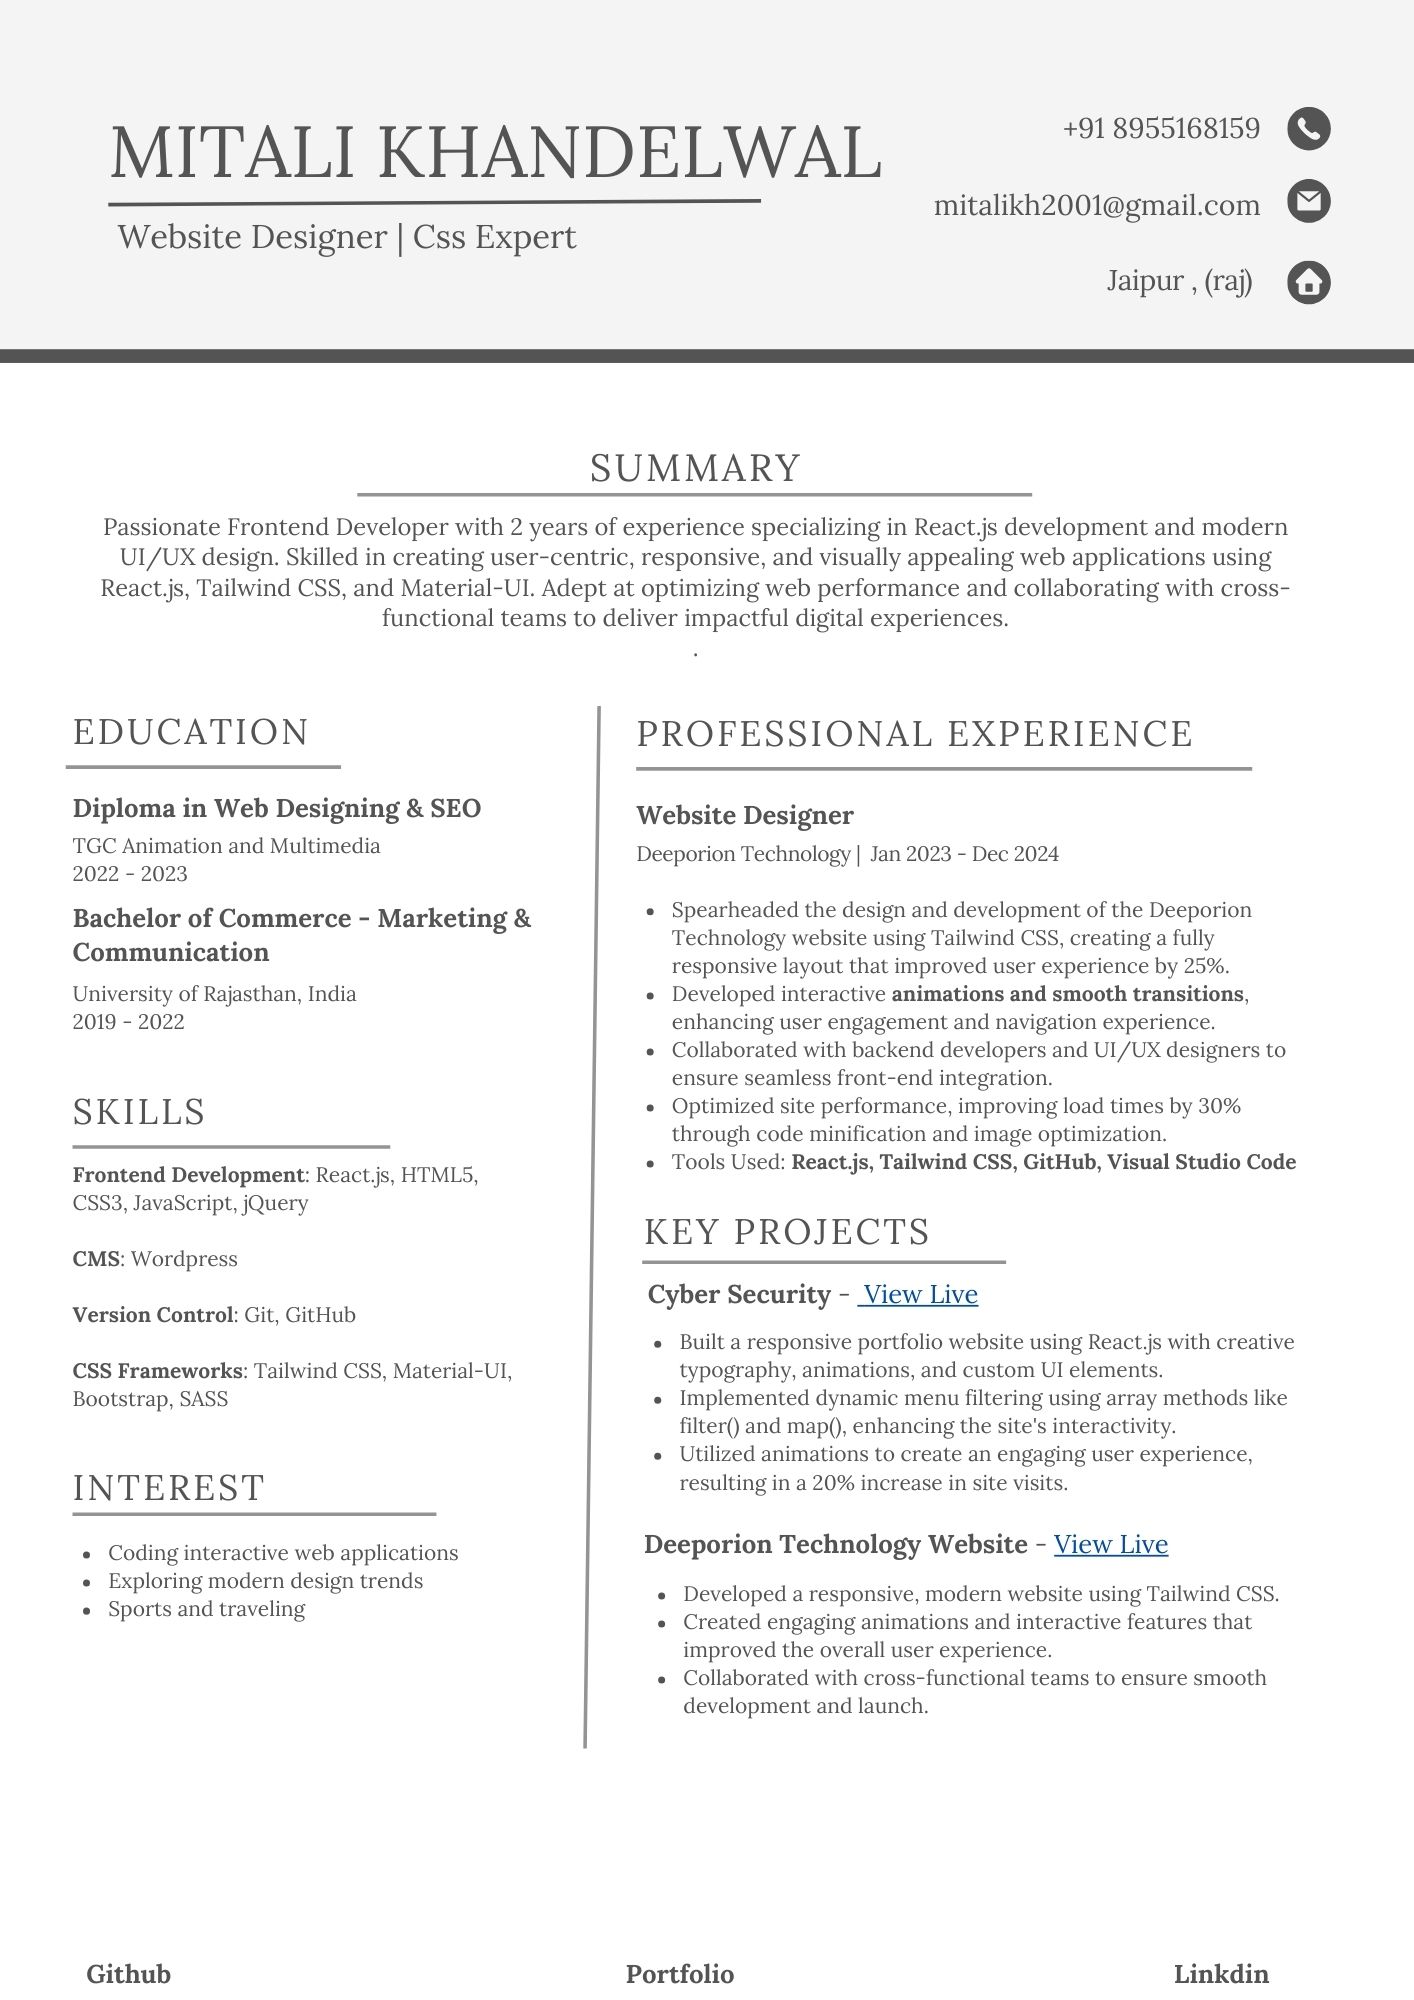 MITALI KHANDELWAL
Website Designer | Css Expert
+91 8955168159
mitalikh2001@gmail.com
Jaipur , (raj)
SUMMARY
Passionate Frontend Developer with 2 years of experience specializing in React.js development and modern
UI/UX design. Skilled in creating user-centric, responsive, and visually appealing web applications using
React.js, Tailwind CSS, and Material-UI. Adept at optimizing web performance and collaborating with cross-
functional teams to deliver impactful digital experiences.
.
EDUCATION
Diploma in Web Designing & SEO
TGC Animation and Multimedia
2022 - 2023
Bachelor of Commerce - Marketing &
Communication
University of Rajasthan, India
2019 - 2022
SKILLS
Frontend Development: React.js, HTML5,
CSS3, JavaScript, jQuery
CMS: Wordpress
Version Control: Git, GitHub
CSS Frameworks: Tailwind CSS, Material-UI,
Bootstrap, SASS
INTEREST
• Coding interactive web applications
• Exploring modern design trends
• Sports and traveling
PROFESSIONAL EXPERIENCE
Website Designer
Deeporion Technology | Jan 2023 - Dec 2024
• Spearheaded the design and development of the Deeporion
Technology website using Tailwind CSS, creating a fully
responsive layout that improved user experience by 25%.
• Developed interactive animations and smooth transitions,
enhancing user engagement and navigation experience.
• Collaborated with backend developers and UI/UX designers to
ensure seamless front-end integration.
• Optimized site performance, improving load times by 30%
through code minification and image optimization.
• Tools Used: React.js, Tailwind CSS, GitHub, Visual Studio Code
KEY PROJECTS
Cyber Security - View Live
• Built a responsive portfolio website using React.js with creative
typography, animations, and custom UI elements.
• Implemented dynamic menu filtering using array methods like
filter() and map(), enhancing the site's interactivity.
• Utilized animations to create an engaging user experience,
resulting in a 20% increase in site visits.
Deeporion Technology Website - View Live
• Developed a responsive, modern website using Tailwind CSS.
• Created engaging animations and interactive features that
improved the overall user experience.
• Collaborated with cross-functional teams to ensure smooth
development and launch.
Github
Portfolio
Linkdin